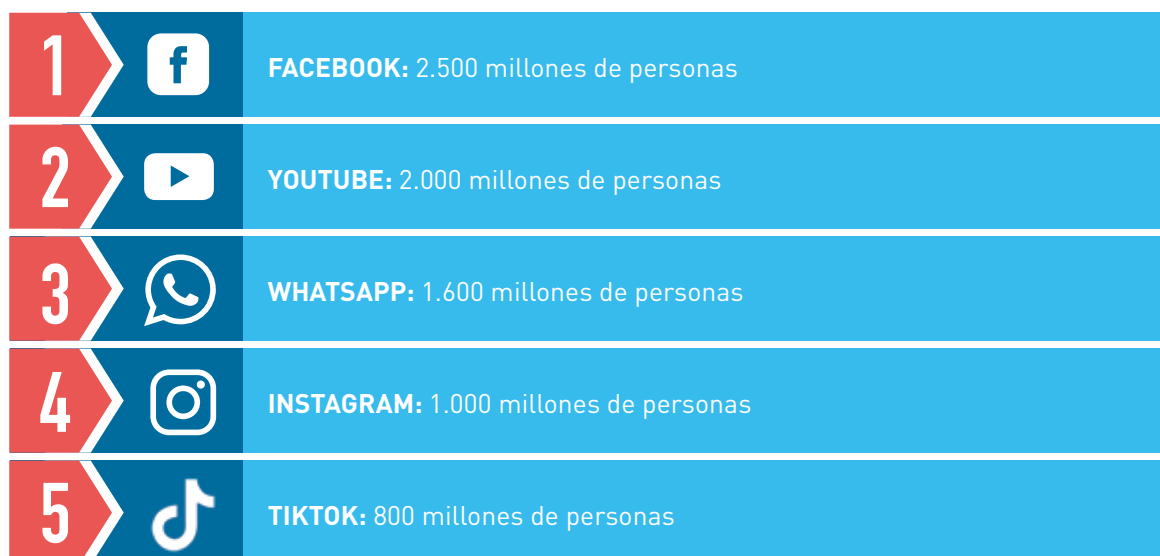 1
FACEBOOK: 2.500 millones de personas
2
YOUTUBE: 2.000 millones de personas
3
WHATSAPP: 1.600 millones de personas
4
INSTAGRAM: 1.000 millones de personas
5
TIKTOK: 800 millones de personas